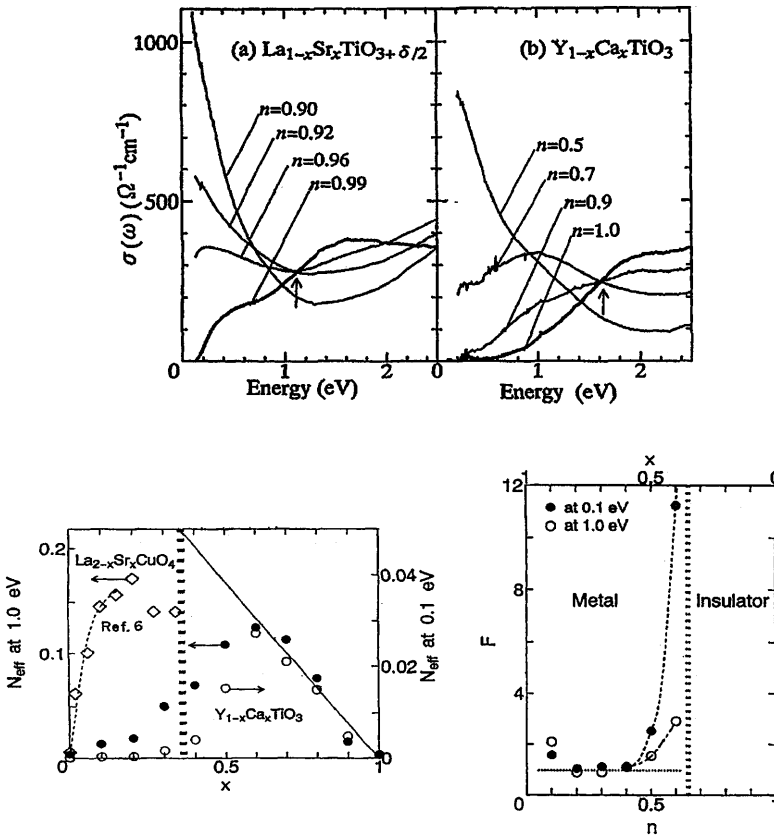 (a) La1-xSrxTiO3+δ/2
(b) Y1-xCaxTiO3
1000
500
0
σ(ω) (Ω⁻¹cm⁻¹)
n=0.90
n=0.92
n=0.96
n=0.99
n=0.5
n=0.7
n=0.9
n=1.0
0 1 2 0 1 2
Energy (eV) Energy (eV)
0.2
0.1
0
Neff at 1.0 eV
La2-xSrxCuO4
Ref. 6
Y1-xCaxTiO3
0.04
0.02
0
Neff at 0.1 eV
0 0.5 1
x
x
0.5 0
12
8
4
0
F
at 0.1 eV
at 1.0 eV
Metal
Insulator
0.5
n